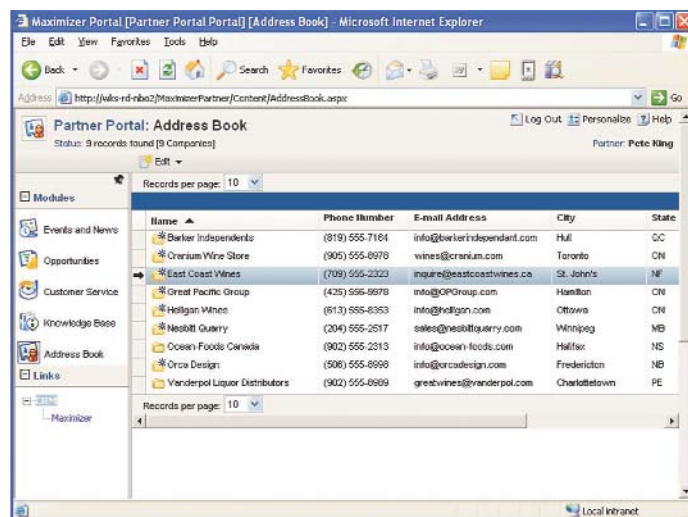 Maximizer Portal [Partner Portal Portal] [Address Book] - Microsoft Internet Explorer
File Edit View Favorites Tools Help
Back Search Favorites
Address http://wks-rd-nbo2/MaximizerPartner/Content/AddressBook.aspx Go
Partner Portal: Address Book Log Out Personalize Help
Status: 9 records found [9 Companies] Partner: Pete King
Edit
Records per page: 10
Modules
Name Phone Number E-mail Address City State
Events and News
Barker Independents (819) 555-7164 info@barkerindependant.com Hull QC
Cranium Wine Store (905) 555-8978 wines@cranium.com Toronto ON
Opportunities
East Coast Wines (709) 555-2323 inquire@eastcoastwines.ca St. John's NF
Customer Service
Great Pacific Group (425) 555-9978 info@GPGroup.com Hamilton ON
Helligan Wines (613) 555-8353 info@helligan.com Ottawa ON
Knowledge Base
Nesbitt Quarry (204) 555-2517 sales@nesbittquarry.com Winnipeg MB
Ocean-Foods Canada (902) 555-2313 info@ocean-foods.com Halifax NS
Address Book
Orca Design (506) 555-8998 info@orcadesign.com Fredericton NB
Links
Vanderpol Liquor Distributors (902) 555-8989 greatwines@vanderpol.com Charlottetown PE
Records per page: 10
Maximizer
Local intranet